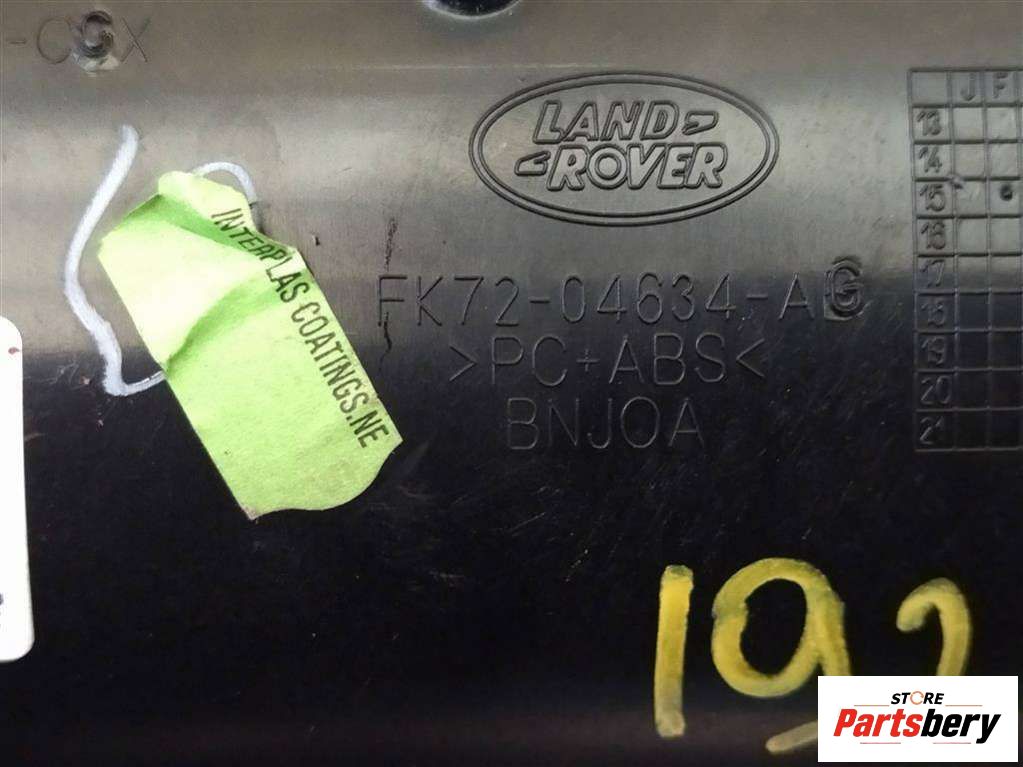 LAND
ROVER
J F
13
14
15
16
17
18
19
20
21
FK72-04634-AG
>PC+ABS<
BNJOA
INTERPLAS COATINGS.NE
STORE
Partsbery